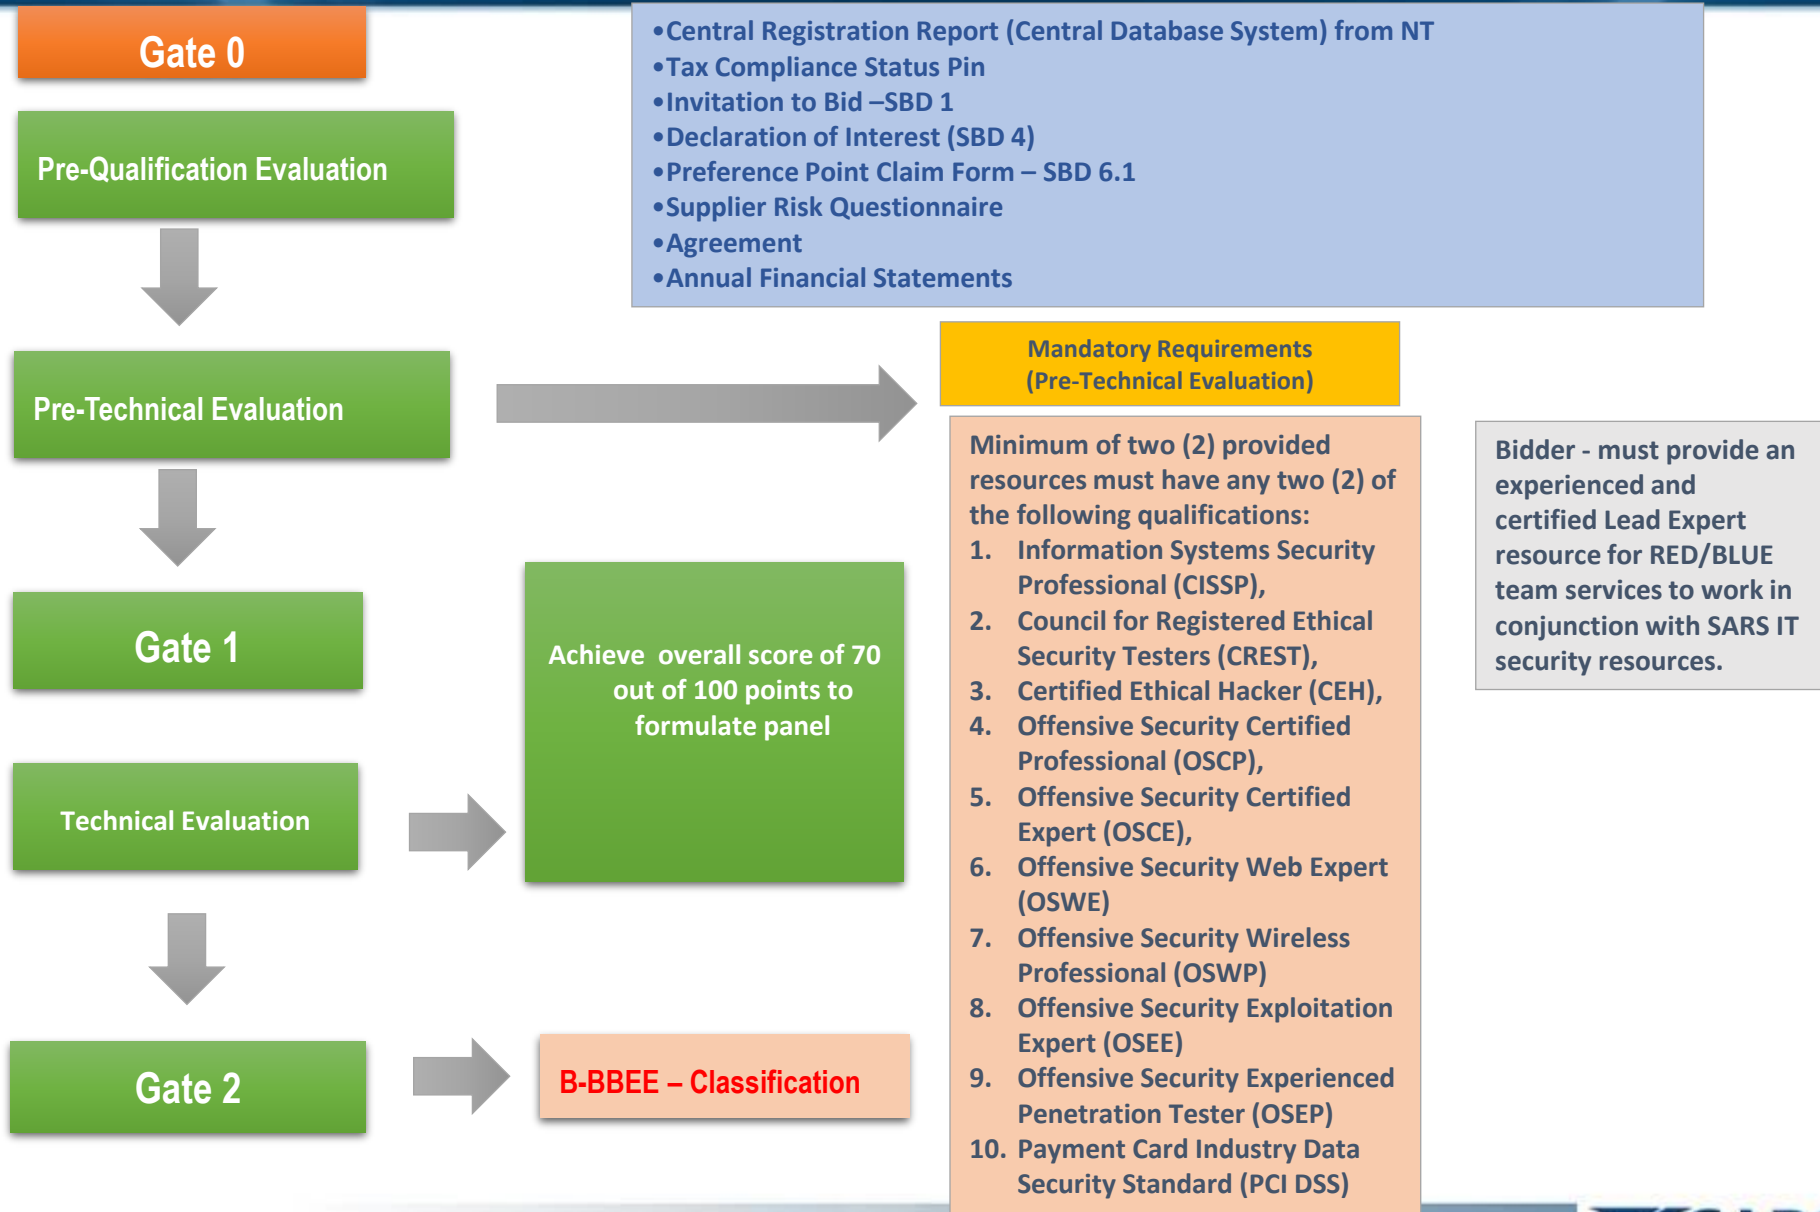 Gate 0
Pre-Qualification Evaluation
•Central Registration Report (Central Database System) from NT
•Tax Compliance Status Pin
•Invitation to Bid –SBD 1
•Declaration of Interest (SBD 4)
•Preference Point Claim Form – SBD 6.1
•Supplier Risk Questionnaire
•Agreement
•Annual Financial Statements
Pre-Technical Evaluation
Mandatory Requirements
(Pre-Technical Evaluation)
Minimum of two (2) provided
resources must have any two (2) of
the following qualifications:
1. Information Systems Security
Professional (CISSP),
2. Council for Registered Ethical
Security Testers (CREST),
3. Certified Ethical Hacker (CEH),
4. Offensive Security Certified
Professional (OSCP),
5. Offensive Security Certified
Expert (OSCE),
6. Offensive Security Web Expert
(OSWE)
7. Offensive Security Wireless
Professional (OSWP)
8. Offensive Security Exploitation
Expert (OSEE)
9. Offensive Security Experienced
Penetration Tester (OSEP)
10. Payment Card Industry Data
Security Standard (PCI DSS)
Bidder - must provide an
experienced and
certified Lead Expert
resource for RED/BLUE
team services to work in
conjunction with SARS IT
security resources.
Gate 1
Technical Evaluation
Achieve overall score of 70
out of 100 points to
formulate panel
Gate 2
B-BBEE – Classification